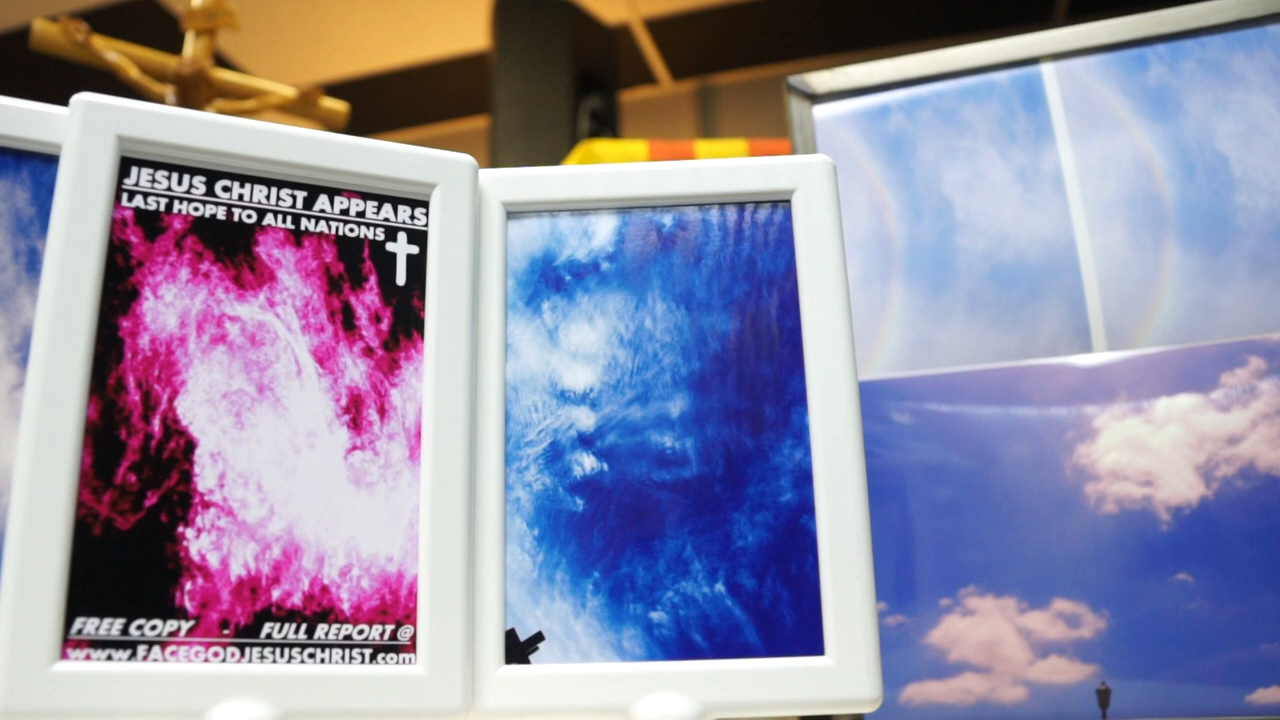 JESUS CHRIST APPEARS
LAST HOPE TO ALL NATIONS
FREE COPY - FULL REPORT @
www.FACEGODJESUSCHRIST.com